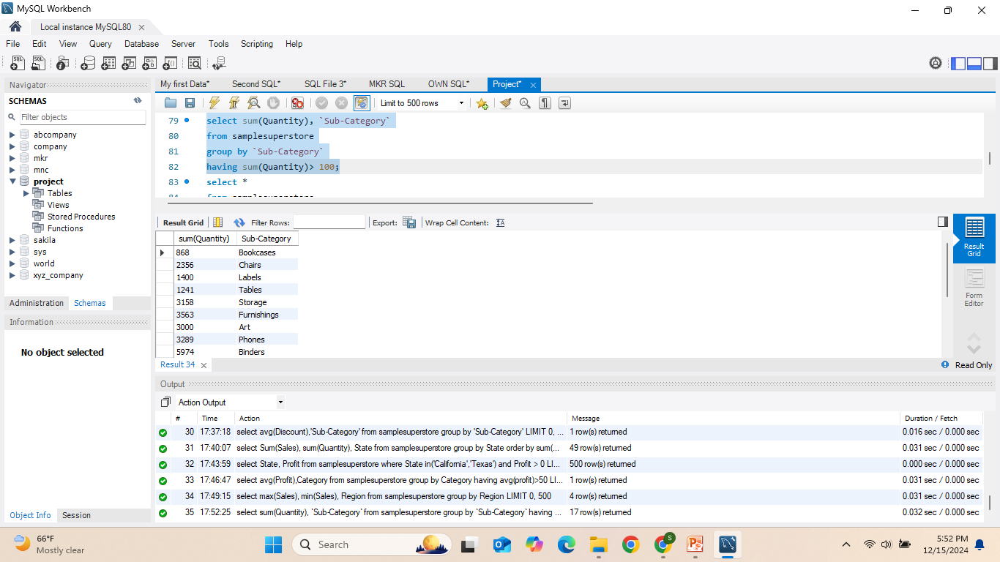 MySQL Workbench
Local instance MySQL80
File Edit View Query Database Server Tools Scripting Help
Navigator
SCHEMAS
Filter objects
abcompany
company
mkr
mnc
project
Tables
Views
Stored Procedures
Functions
sakila
sys
world
xyz_company
Administration Schemas
Information
No object selected
Object Info Session
My first Data* Second SQL* SQL File 3* MKR SQL OWN SQL* Project*
Limit to 500 rows
79 select sum(Quantity), `Sub-Category`
80 from samplesuperstore
81 group by `Sub-Category`
82 having sum(Quantity)> 100;
83 select *
Result Grid Filter Rows: Export: Wrap Cell Content:
sum(Quantity) Sub-Category
868 Bookcases
2356 Chairs
1400 Labels
1241 Tables
3158 Storage
3563 Furnishings
3000 Art
3289 Phones
5974 Binders
Result Grid
Form Editor
Result 34
Read Only
Output
Action Output
# Time Action Message Duration / Fetch
30 17:37:18 select avg(Discount),'Sub-Category' from samplesuperstore group by 'Sub-Category' LIMIT 0, ... 1 row(s) returned 0.016 sec / 0.000 sec
31 17:40:07 select Sum(Sales), sum(Quantity), State from samplesuperstore group by State order by sum(... 49 row(s) returned 0.031 sec / 0.000 sec
32 17:43:59 select State, Profit from samplesuperstore where State in('California','Texas') and Profit > 0 LI... 500 row(s) returned 0.000 sec / 0.000 sec
33 17:46:47 select avg(Profit),Category from samplesuperstore group by Category having avg(profit)>50 LI... 1 row(s) returned 0.031 sec / 0.000 sec
34 17:49:15 select max(Sales), min(Sales), Region from samplesuperstore group by Region LIMIT 0, 500 4 row(s) returned 0.031 sec / 0.000 sec
35 17:52:25 select sum(Quantity), `Sub-Category` from samplesuperstore group by `Sub-Category` having ... 17 row(s) returned 0.032 sec / 0.000 sec
66°F
Mostly clear
Search
S
5:52 PM
12/15/2024